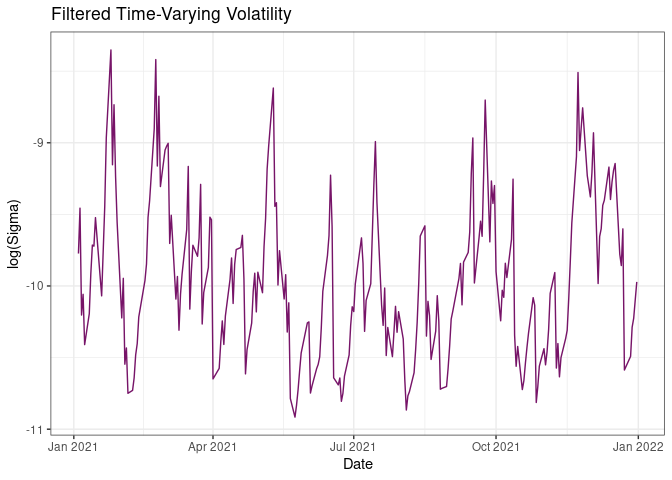 Filtered Time-Varying Volatility
log(Sigma)
-9
-10
-11
Jan 2021
Apr 2021
Jul 2021
Oct 2021
Jan 2022
Date